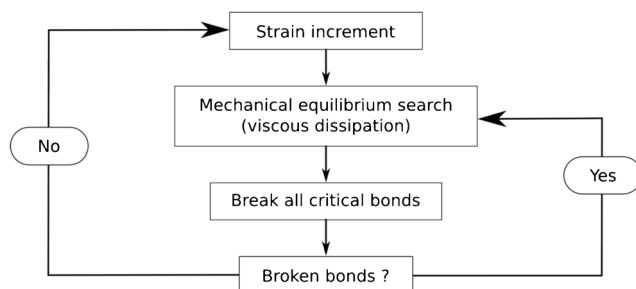 Strain increment
Mechanical equilibrium search
(viscous dissipation)
No
Yes
Break all critical bonds
Broken bonds ?